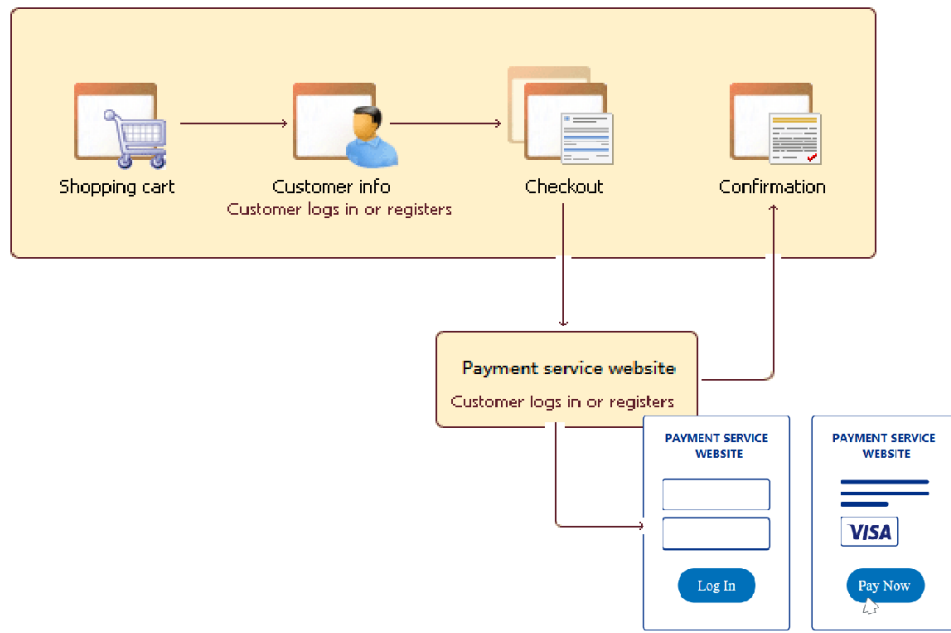 Shopping cart
Customer info
Customer logs in or registers
Checkout
Confirmation
Payment service website
Customer logs in or registers
PAYMENT SERVICE
WEBSITE
Log In
PAYMENT SERVICE
WEBSITE
VISA
Pay Now